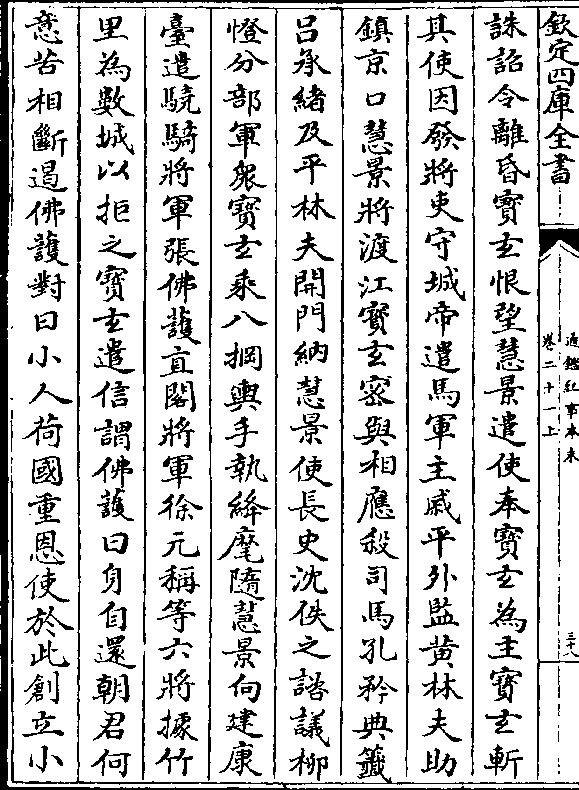 欽定四庫全書
通鑑紀事本末
卷二十一上
三十八
誅詔令離昏寶玄恨望慧景遣使奉寶玄為主寶玄斬
其使因發將吏守城帝遣馬軍主戚平外監黄林夫助
鎮京口慧景將渡江寶玄宻與相應殺司馬孔矜典籤
吕承緒及平林夫開門納慧景使長史沈佚之諮議柳
憕分部軍衆寶玄乘八掆輿手執絳麾隨慧景向建康
臺遣驍騎將軍張佛護直閣將軍徐元稱等六將據竹
里為數城以拒之寶玄遣信謂佛護曰身自還朝君何
意苦相斷遏佛護對曰小人荷國重恩使於此創立小